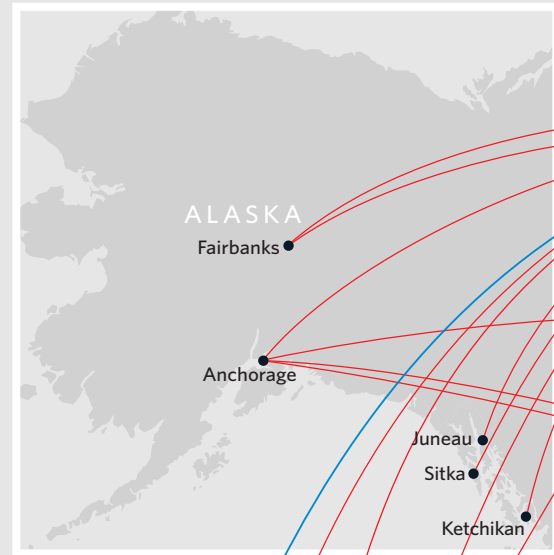 ALASKA
Fairbanks
Anchorage
Juneau
Sitka
Ketchikan